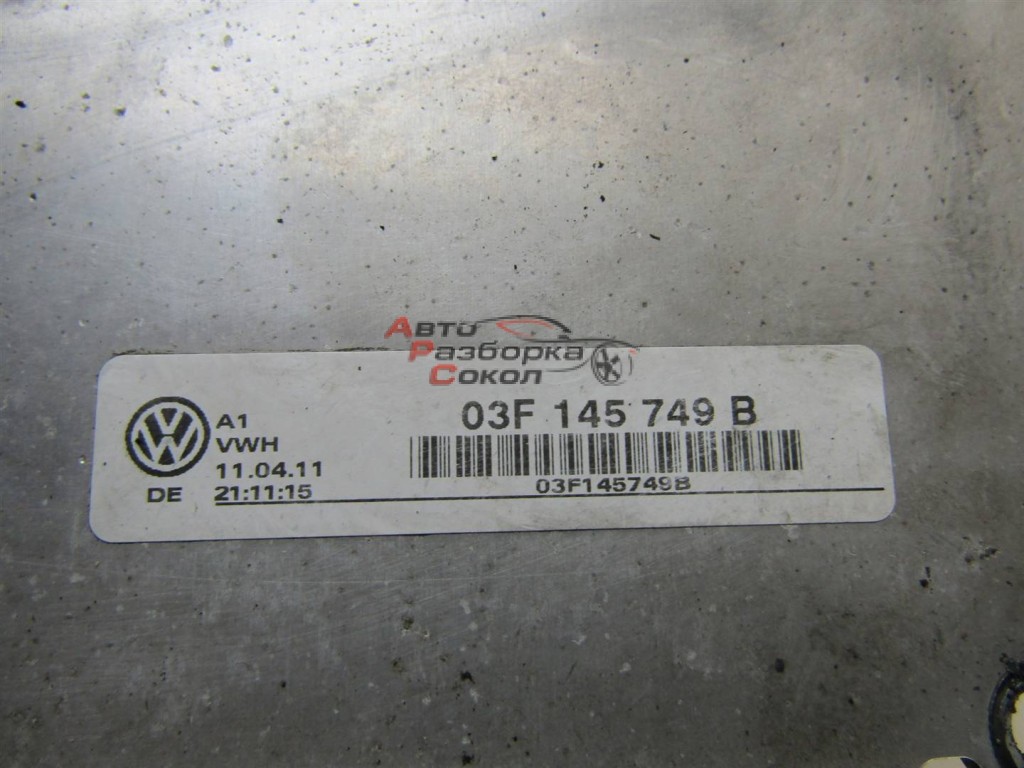 Авто
Разборка
Сокол
03F 145 749 B
A1
VWH
11.04.11
DE 21:11:15
03F145749B